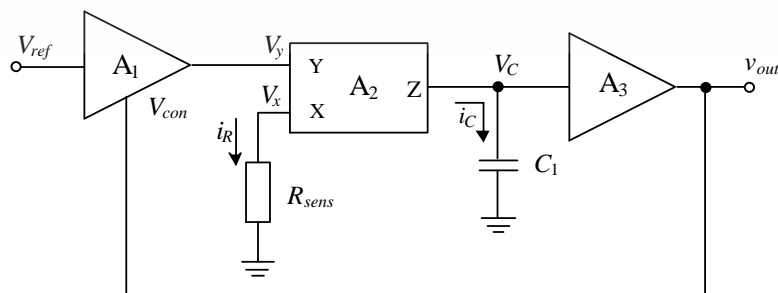 V_ref
A_1
V_con
V_y
V_x
Y
X
A_2
Z
i_R
R_sens
V_C
i_C
C_1
A_3
v_out